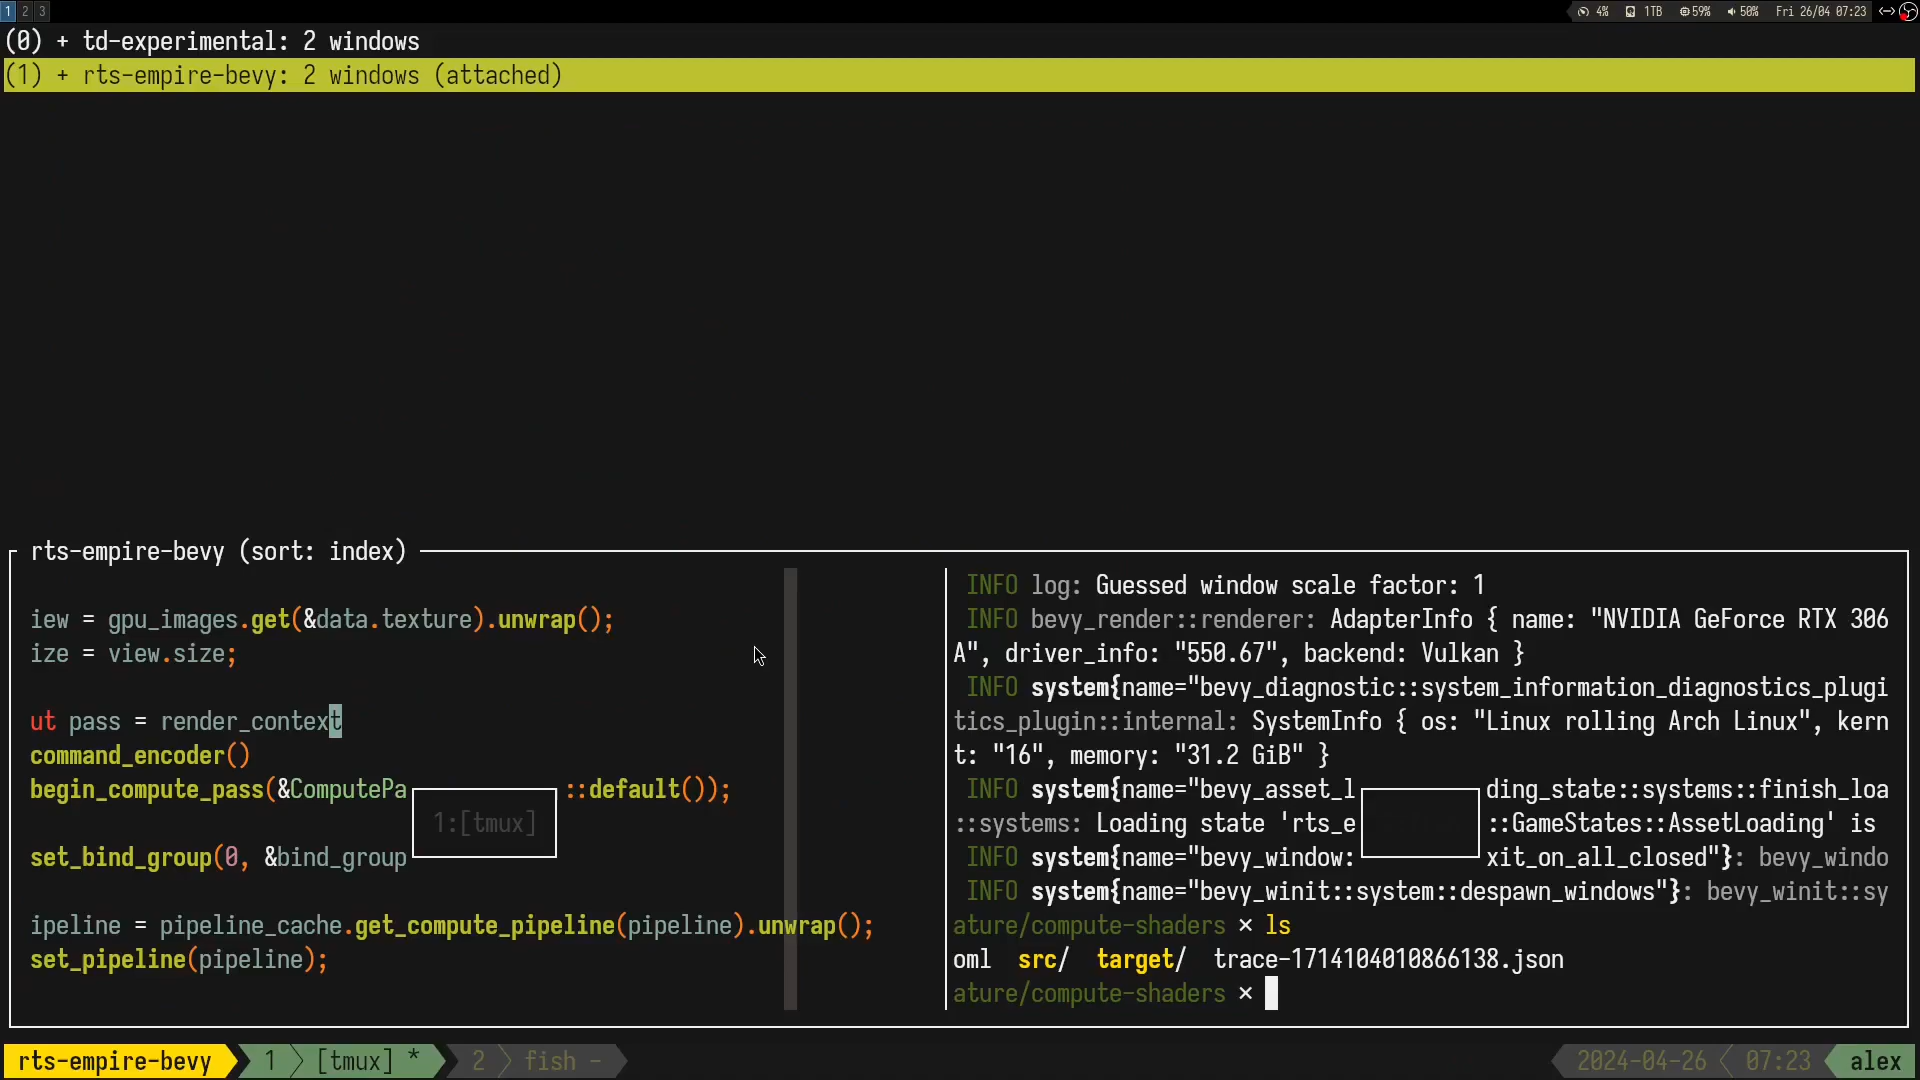 1 2 3 4% 1TB 59% 50% Fri 26/04 07:23
(0) + td-experimental: 2 windows
(1) + rts-empire-bevy: 2 windows (attached)
rts-empire-bevy (sort: index)
iew = gpu_images.get(&data.texture).unwrap();
ize = view.size;
ut pass = render_context
command_encoder()
begin_compute_pass(&ComputePa ::default());
1:[tmux]
set_bind_group(0, &bind_group
ipeline = pipeline_cache.get_compute_pipeline(pipeline).unwrap();
set_pipeline(pipeline);
INFO log: Guessed window scale factor: 1
INFO bevy_render::renderer: AdapterInfo { name: "NVIDIA GeForce RTX 306
A", driver_info: "550.67", backend: Vulkan }
INFO system{name="bevy_diagnostic::system_information_diagnostics_plugi
tics_plugin::internal: SystemInfo { os: "Linux rolling Arch Linux", kern
t: "16", memory: "31.2 GiB" }
INFO system{name="bevy_asset_l ding_state::systems::finish_loa
::systems: Loading state 'rts_e ::GameStates::AssetLoading' is
INFO system{name="bevy_window: xit_on_all_closed"}: bevy_windo
INFO system{name="bevy_winit::system::despawn_windows"}: bevy_winit::sy
ature/compute-shaders × ls
oml src/ target/ trace-1714104010866138.json
ature/compute-shaders ×
rts-empire-bevy 1 [tmux] * 2 fish - 2024-04-26 07:23 alex